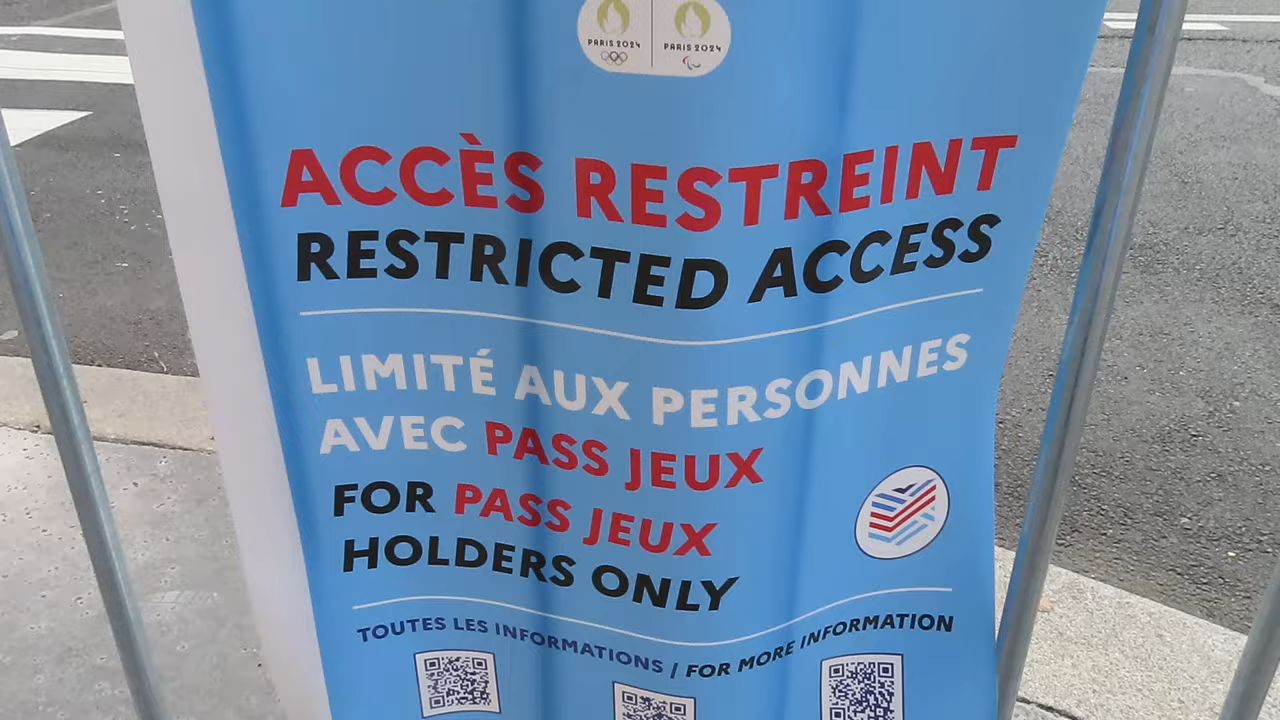 PARIS 2024 PARIS 2024
ACCÈS RESTREINT
RESTRICTED ACCESS
LIMITÉ AUX PERSONNES
AVEC PASS JEUX
FOR PASS JEUX
HOLDERS ONLY
TOUTES LES INFORMATIONS / FOR MORE INFORMATION